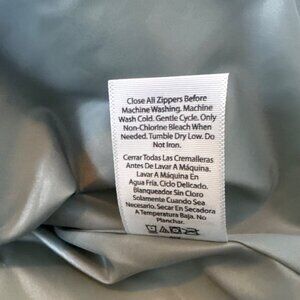 Close All Zippers Before
Machine Washing. Machine
Wash Cold. Gentle Cycle. Only
Non-Chlorine Bleach When
Needed. Tumble Dry Low. Do
Not Iron.
Cerrar Todas Las Cremalleras
Antes De Lavar A Máquina.
Lavar A Máquina En
Agua Fría. Ciclo Delicado.
Blanqueador Sin Cloro
Solamente Cuando Sea
Necesario. Secar En Secadora
A Temperatura Baja. No
Planchar.